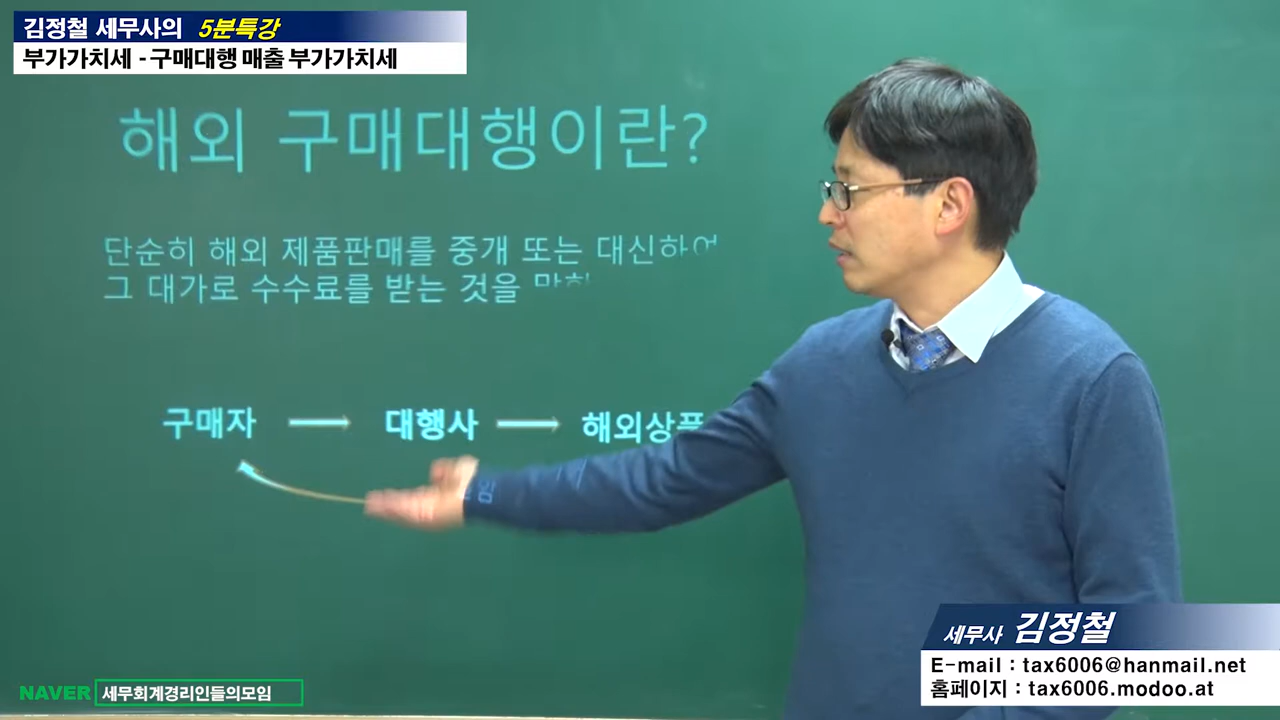 김정철 세무사의 5분특강
부가가치세 - 구매대행 매출 부가가치세
해외 구매대행이란?
단순히 해외 제품판매를 중개 또는 대신하여
그 대가로 수수료를 받는 것을
구매자 → 대행사 → 해외상품
세무사 김정철
E-mail : tax6006@hanmail.net
홈페이지 : tax6006.modoo.at
NAVER 세무회계경리인들의모임